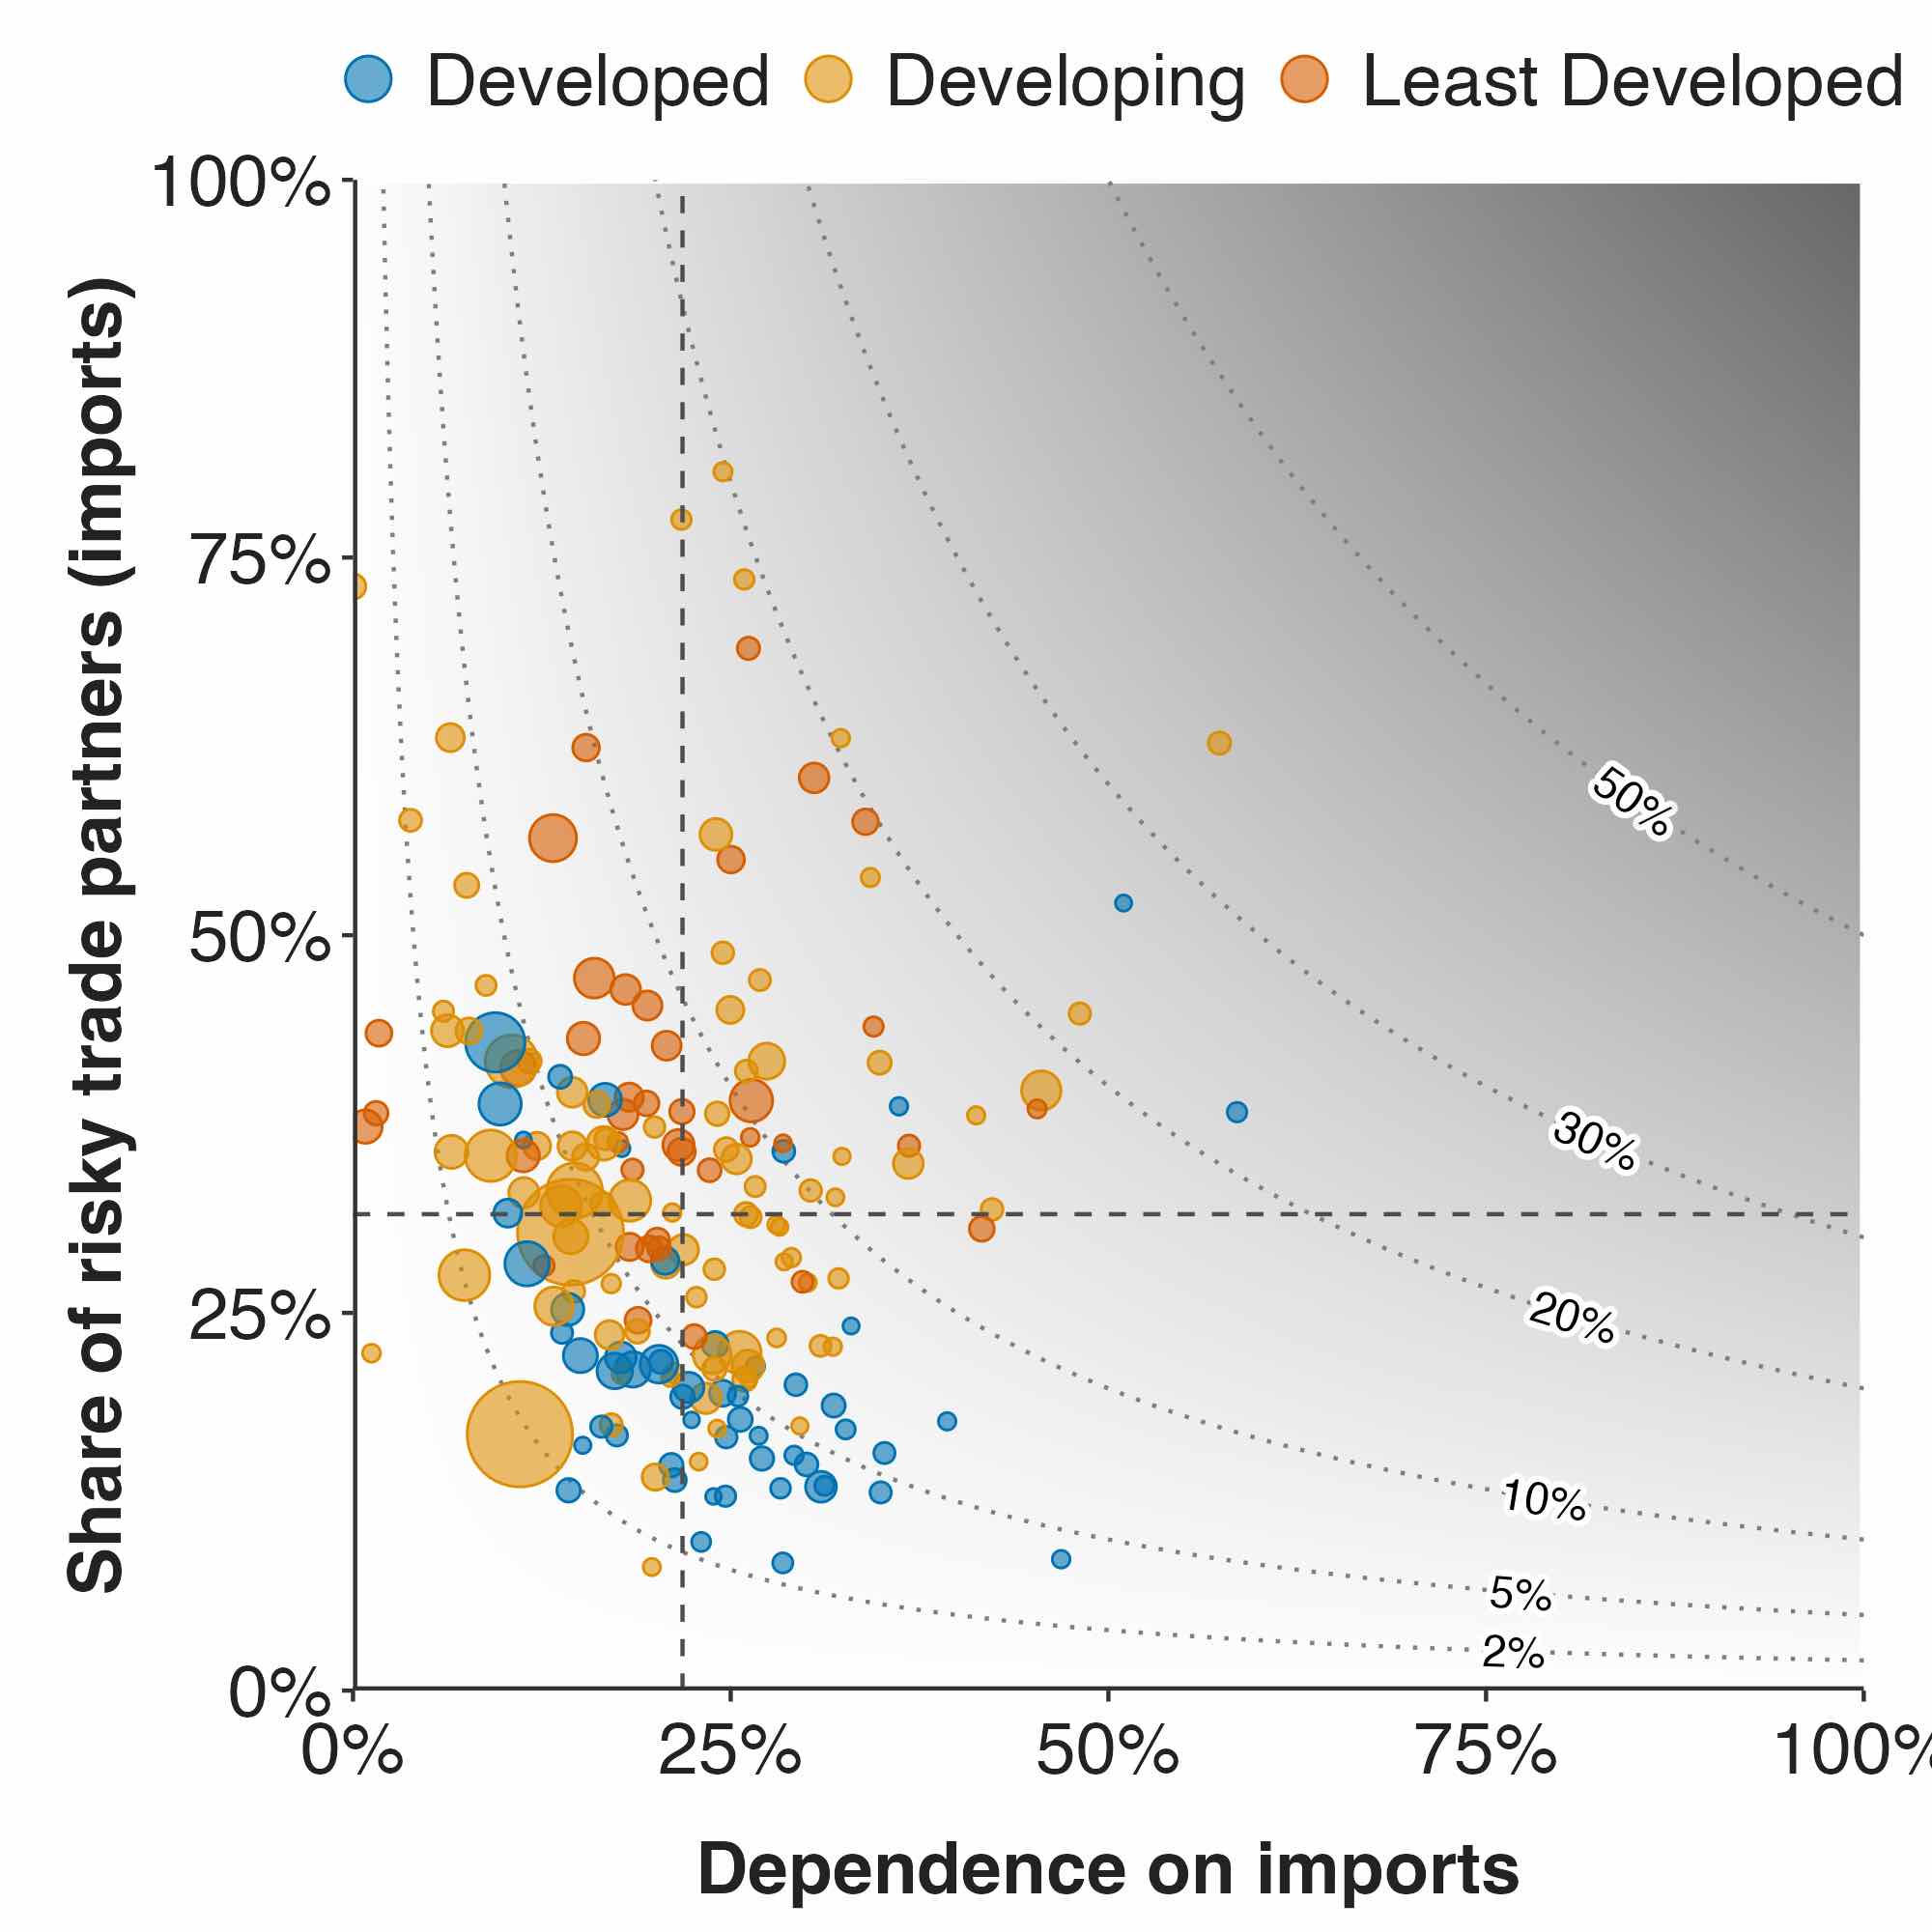 Developed Developing Least Developed
100%
75%
50%
25%
0%
Share of risky trade partners (imports)
50%
30%
20%
10%
5%
2%
0% 25% 50% 75% 100%
Dependence on imports